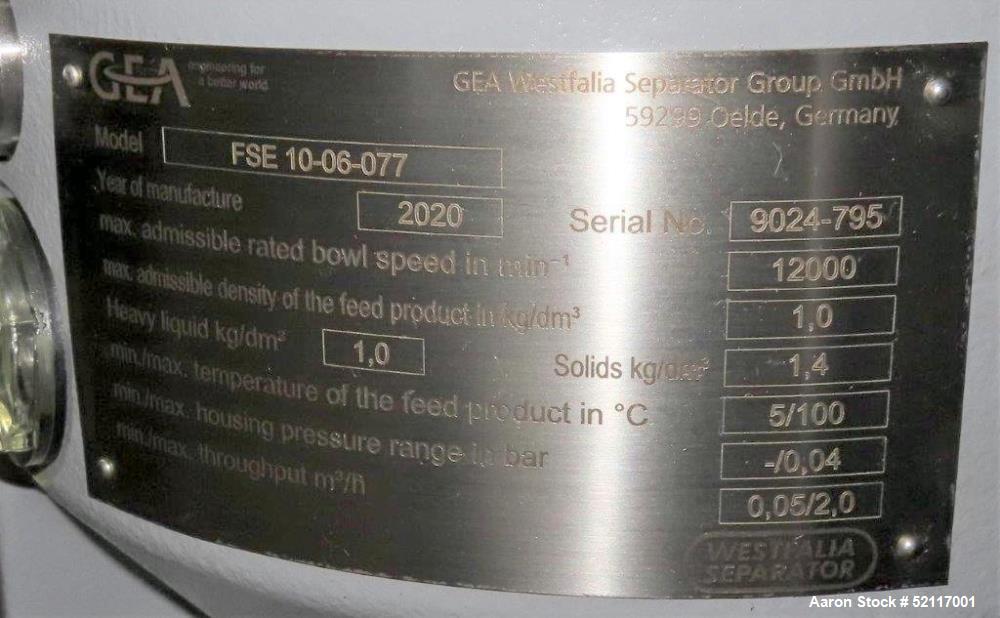 GEA engineering for
a better world
GEA Westfalia Separator Group GmbH
59299 Oelde, Germany
Model FSE 10-06-077
Year of manufacture 2020 Serial No. 9024-795
max. admissible rated bowl speed in min⁻¹ 12000
max. admissible density of the feed product in kg/dm³ 1,0
Heavy liquid kg/dm³ 1,0 Solids kg/dm³ 1,4
min./max. temperature of the feed product in °C 5/100
min./max. housing pressure range in bar -/0,04
min./max. throughput m³/h 0,05/2,0
WESTFALIA
SEPARATOR
Aaron Stock # 52117001